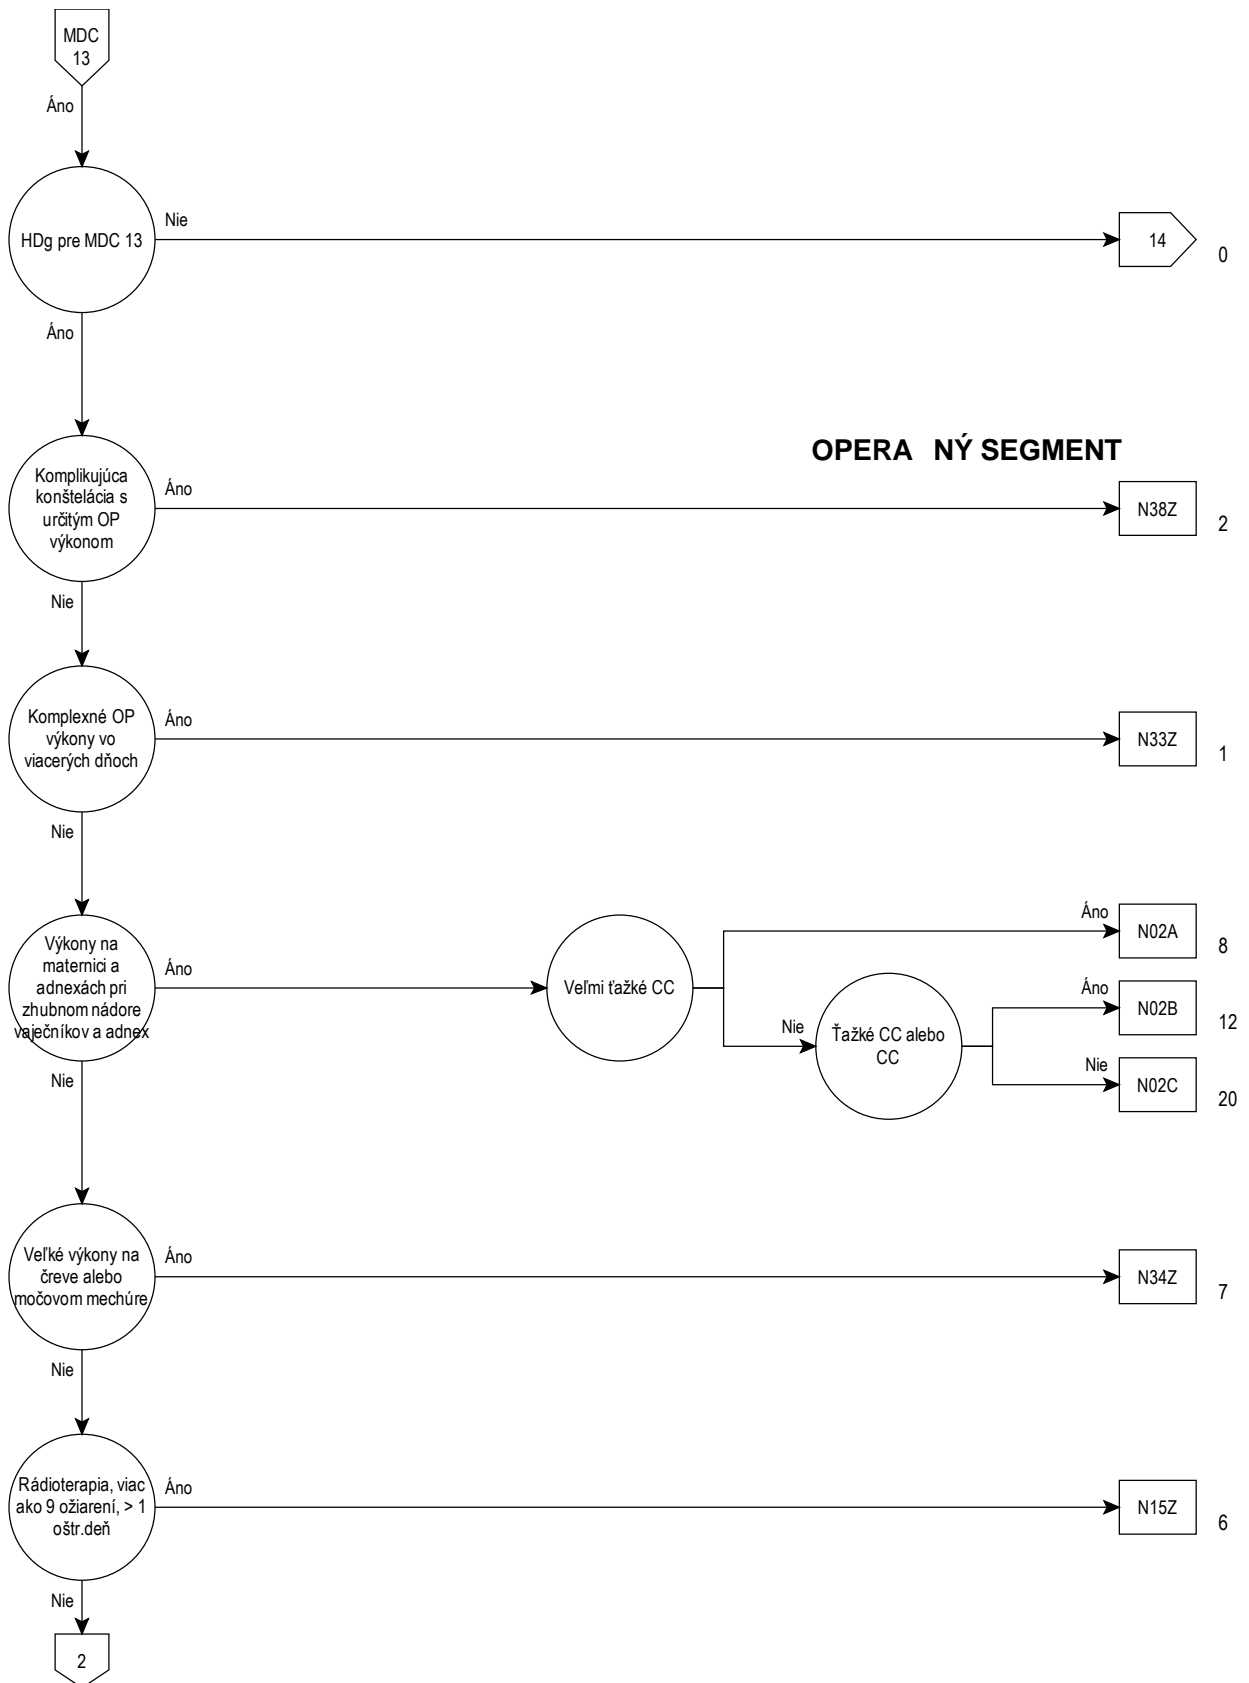 MDC
13
Áno
HDg pre MDC 13
Nie
14
0
Áno
OPERA NÝ SEGMENT
Komplikujúca
konštelácia s
určitým OP
výkonom
Áno
N38Z
2
Nie
Komplexné OP
výkony vo
viacerých dňoch
Áno
N33Z
1
Nie
Výkony na
maternici a
adnexách pri
zhubnom nádore
vaječníkov a adnex
Áno
Veľmi ťažké CC
Áno
N02A
8
Nie
Ťažké CC alebo
CC
Áno
N02B
12
Nie
N02C
20
Nie
Veľké výkony na
čreve alebo
močovom mechúre
Áno
N34Z
7
Nie
Rádioterapia, viac
ako 9 ožiarení, > 1
oštr.deň
Áno
N15Z
6
Nie
2